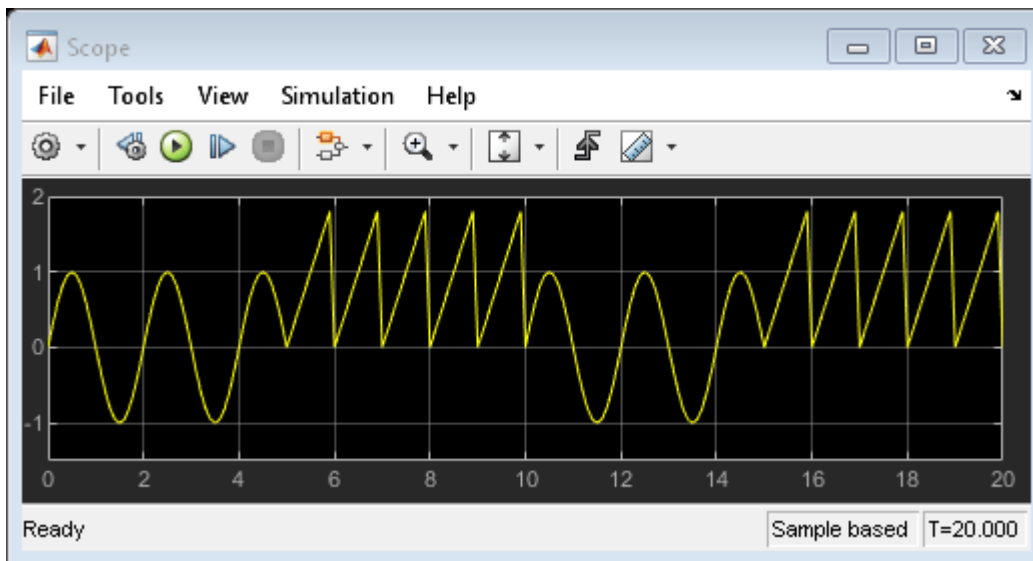 Scope
File Tools View Simulation Help
2
1
0
-1
0 2 4 6 8 10 12 14 16 18 20
Ready Sample based T=20.000